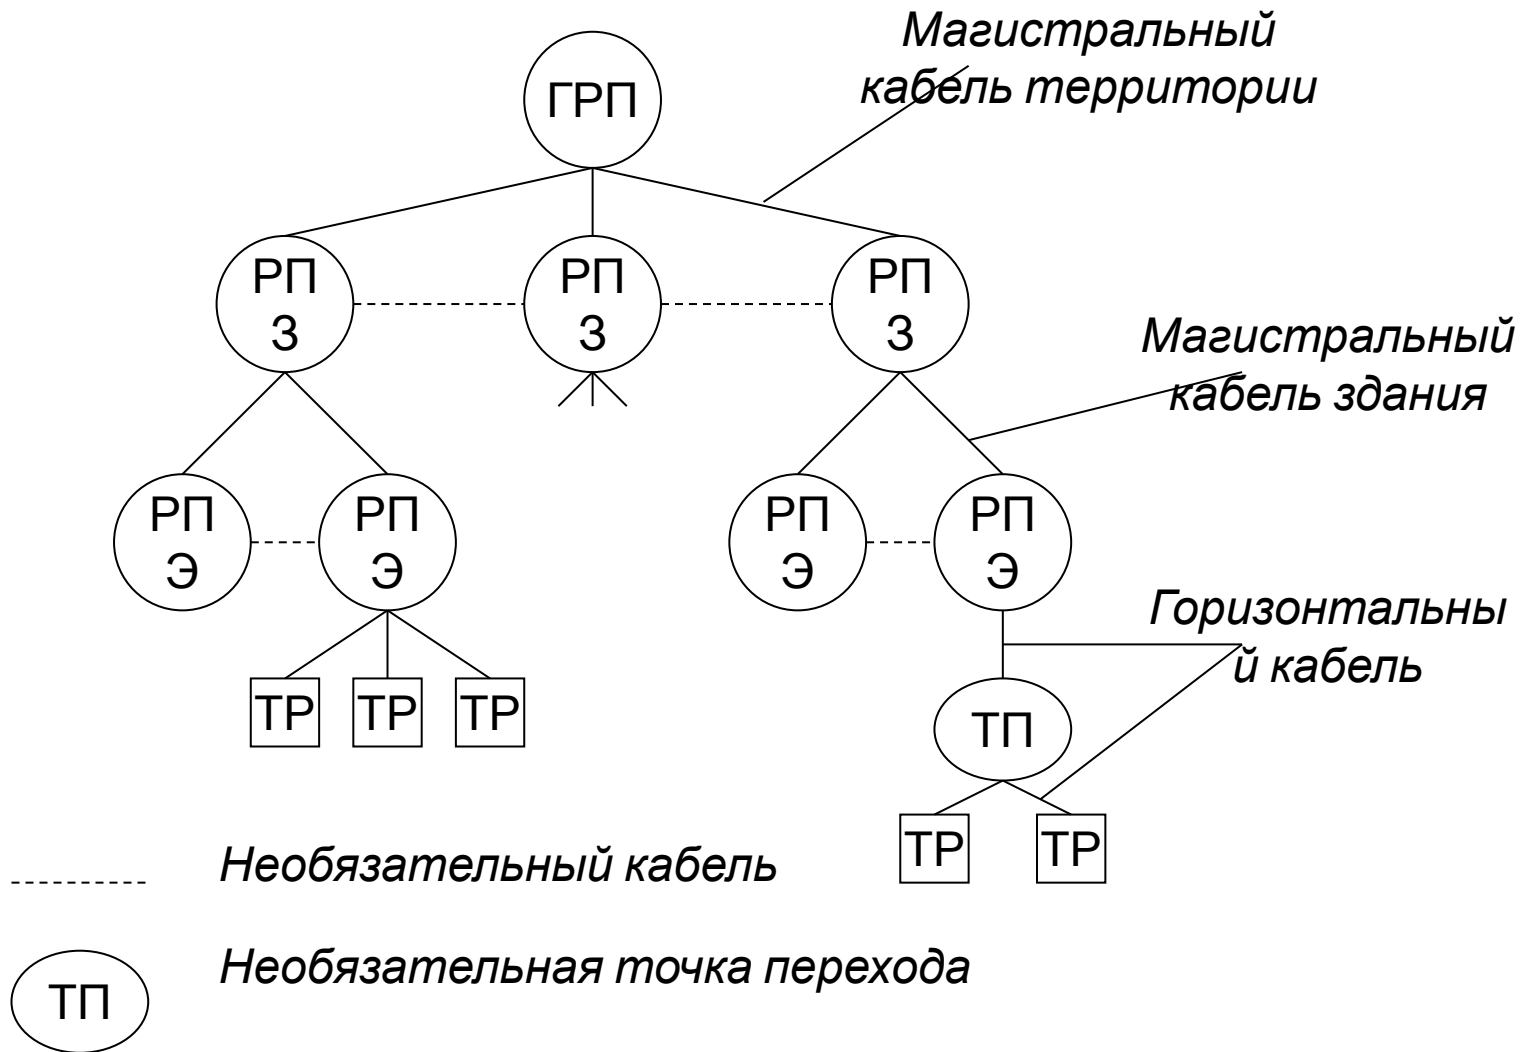 Магистральный
кабель территории
ГРП
РП
З
РП
З
РП
З
Магистральный
кабель здания
РП
Э
РП
Э
РП
Э
РП
Э
Горизонтальны
й кабель
ТР
ТР
ТР
ТП
ТР
ТР
Необязательный кабель
Необязательная точка перехода
ТП